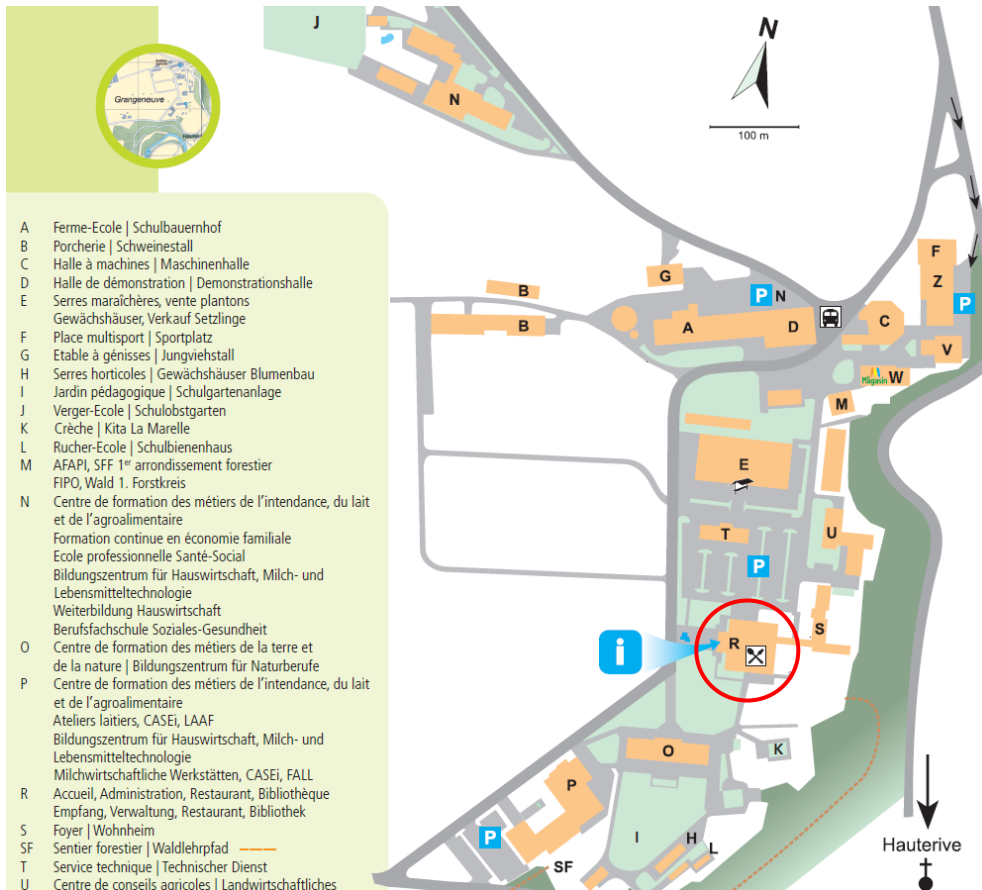 J
N
N
100 m
Grangeneuve
A Ferme-Ecole | Schulbauernhof
B Porcherie | Schweinestall
C Halle à machines | Maschinenhalle
D Halle de démonstration | Demonstrationshalle
E Serres maraîchères, vente plantons
Gewächshäuser, Verkauf Setzlinge
F Place multisport | Sportplatz
G Etable à génisses | Jungviehstall
H Serres horticoles | Gewächshäuser Blumenbau
I Jardin pédagogique | Schulgartenanlage
J Verger-Ecole | Schulobstgarten
K Crèche | Kita La Marelle
L Rucher-Ecole | Schulbienenhaus
M AFAPI, SFF 1er arrondissement forestier
FIPO, Wald 1. Forstkreis
N Centre de formation des métiers de l'intendance, du lait
et de l'agroalimentaire
Formation continue en économie familiale
Ecole professionnelle Santé-Social
Bildungszentrum für Hauswirtschaft, Milch- und
Lebensmitteltechnologie
Weiterbildung Hauswirtschaft
Berufsfachschule Soziales-Gesundheit
O Centre de formation des métiers de la terre et
de la nature | Bildungszentrum für Naturberufe
P Centre de formation des métiers de l'intendance, du lait
et de l'agroalimentaire
Ateliers laitiers, CASEi, LAAF
Bildungszentrum für Hauswirtschaft, Milch- und
Lebensmitteltechnologie
Milchwirtschaftliche Werkstätten, CASEi, FALL
R Accueil, Administration, Restaurant, Bibliothèque
Empfang, Verwaltung, Restaurant, Bibliothek
S Foyer | Wohnheim
SF Sentier forestier | Waldlehrpfad
T Service technique | Technischer Dienst
U Centre de conseils agricoles | Landwirtschaftliches
F
Z
P
G
B
P N
B
A
D
C
V
Magasin W
M
E
T
U
P
S
i
R
O
K
P
P
I
H
L
SF
Hauterive